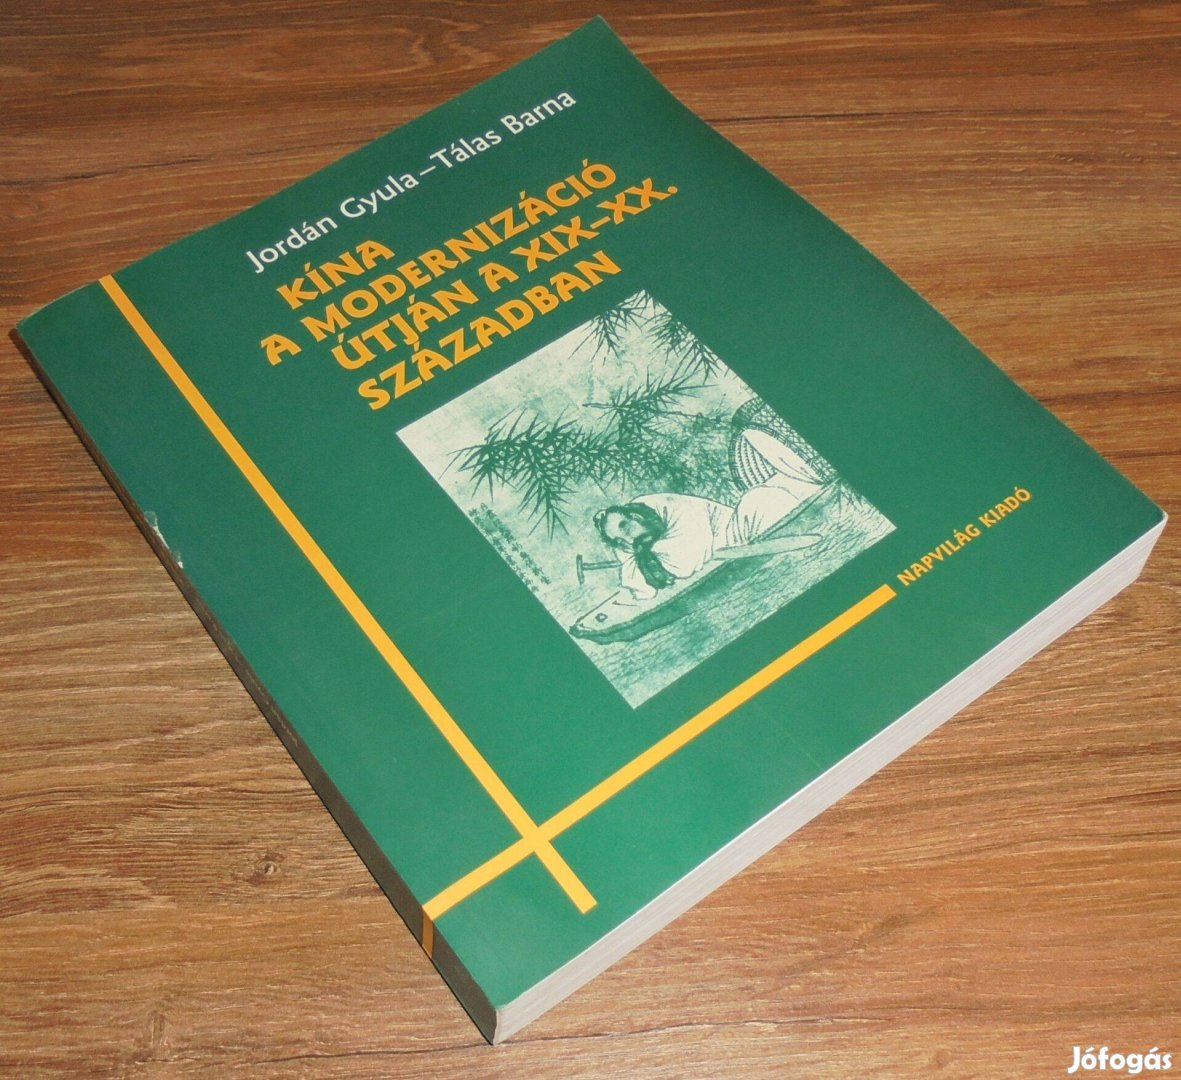 Jordán Gyula – Tálas Barna
KÍNA
A MODERNIZÁCIÓ
ÚTJÁN A XIX–XX.
SZÁZADBAN
NAPVILÁG KIADÓ
Jófogás